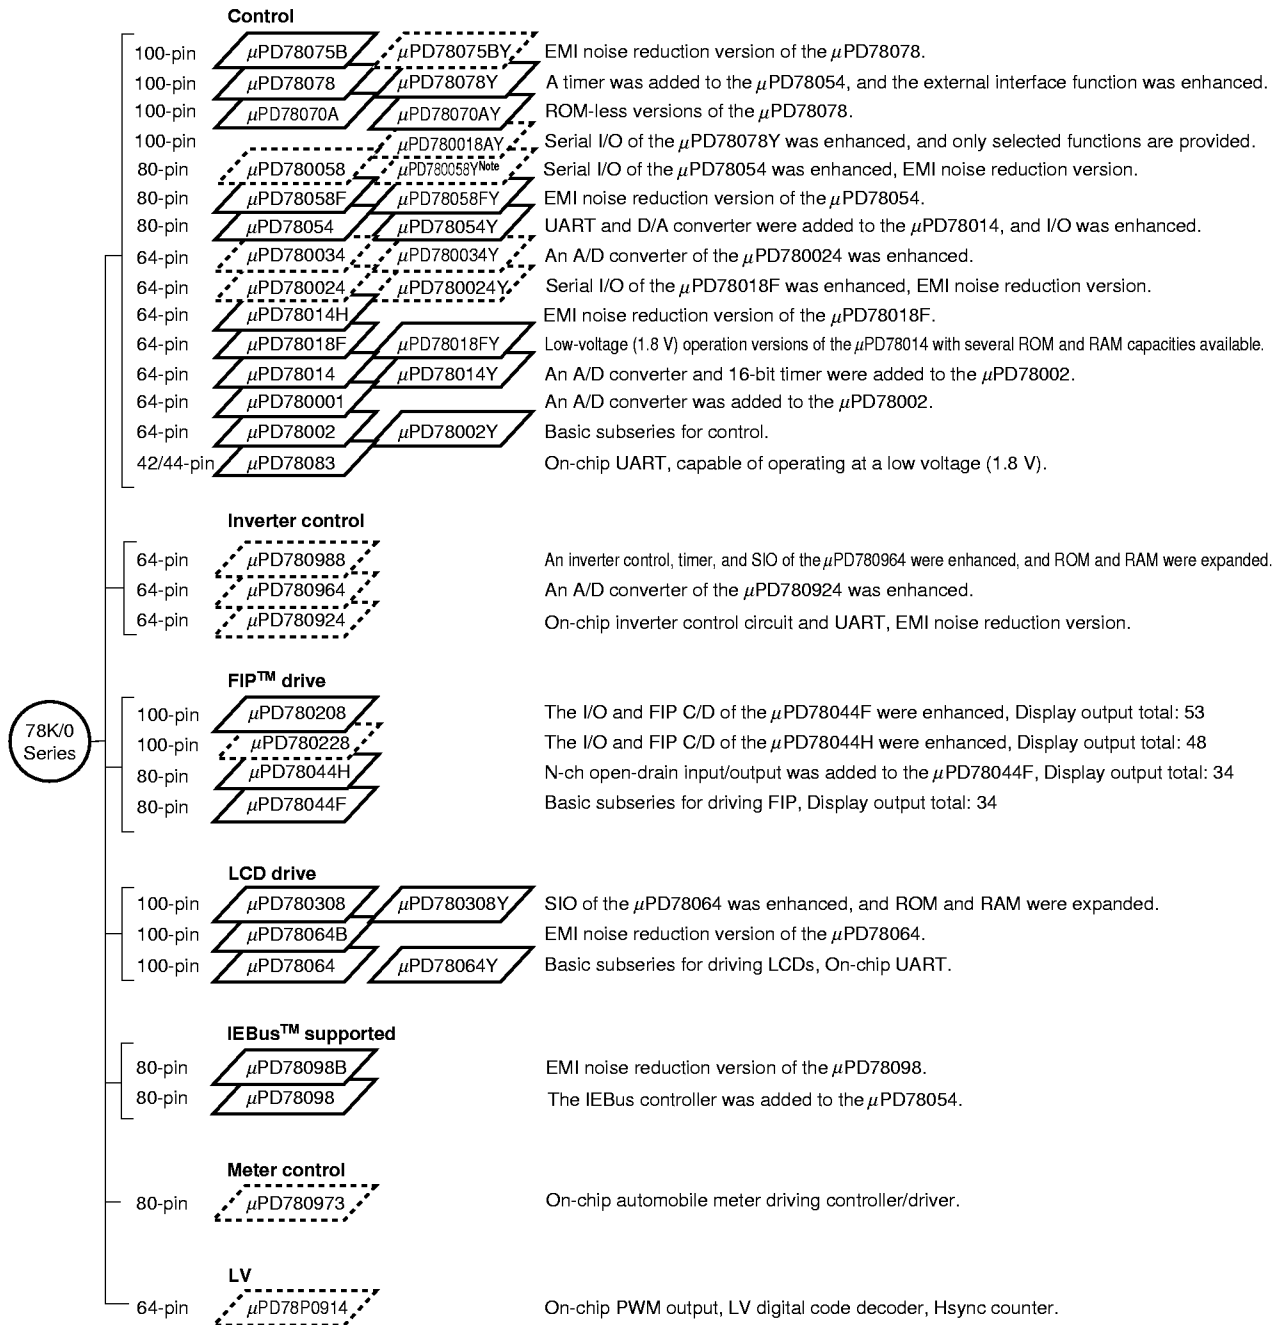 Control
100-pin μPD78075B μPD78075BY EMI noise reduction version of the μPD78078.
100-pin μPD78078 μPD78078Y A timer was added to the μPD78054, and the external interface function was enhanced.
100-pin μPD78070A μPD78070AY ROM-less versions of the μPD78078.
100-pin μPD780018AY Serial I/O of the μPD78078Y was enhanced, and only selected functions are provided.
80-pin μPD780058 μPD780058YNote Serial I/O of the μPD78054 was enhanced, EMI noise reduction version.
80-pin μPD78058F μPD78058FY EMI noise reduction version of the μPD78054.
80-pin μPD78054 μPD78054Y UART and D/A converter were added to the μPD78014, and I/O was enhanced.
64-pin μPD780034 μPD780034Y An A/D converter of the μPD780024 was enhanced.
64-pin μPD780024 μPD780024Y Serial I/O of the μPD78018F was enhanced, EMI noise reduction version.
64-pin μPD78014H EMI noise reduction version of the μPD78018F.
64-pin μPD78018F μPD78018FY Low-voltage (1.8 V) operation versions of the μPD78014 with several ROM and RAM capacities available.
64-pin μPD78014 μPD78014Y An A/D converter and 16-bit timer were added to the μPD78002.
64-pin μPD780001 An A/D converter was added to the μPD78002.
64-pin μPD78002 μPD78002Y Basic subseries for control.
42/44-pin μPD78083 On-chip UART, capable of operating at a low voltage (1.8 V).
Inverter control
64-pin μPD780988 An inverter control, timer, and SIO of the μPD780964 were enhanced, and ROM and RAM were expanded.
64-pin μPD780964 An A/D converter of the μPD780924 was enhanced.
64-pin μPD780924 On-chip inverter control circuit and UART, EMI noise reduction version.
FIP™ drive
78K/0
Series
100-pin μPD780208 The I/O and FIP C/D of the μPD78044F were enhanced, Display output total: 53
100-pin μPD780228 The I/O and FIP C/D of the μPD78044H were enhanced, Display output total: 48
80-pin μPD78044H N-ch open-drain input/output was added to the μPD78044F, Display output total: 34
80-pin μPD78044F Basic subseries for driving FIP, Display output total: 34
LCD drive
100-pin μPD780308 μPD780308Y SIO of the μPD78064 was enhanced, and ROM and RAM were expanded.
100-pin μPD78064B EMI noise reduction version of the μPD78064.
100-pin μPD78064 μPD78064Y Basic subseries for driving LCDs, On-chip UART.
IEBus™ supported
80-pin μPD78098B EMI noise reduction version of the μPD78098.
80-pin μPD78098 The IEBus controller was added to the μPD78054.
Meter control
80-pin μPD780973 On-chip automobile meter driving controller/driver.
LV
64-pin μPD78P0914 On-chip PWM output, LV digital code decoder, Hsync counter.